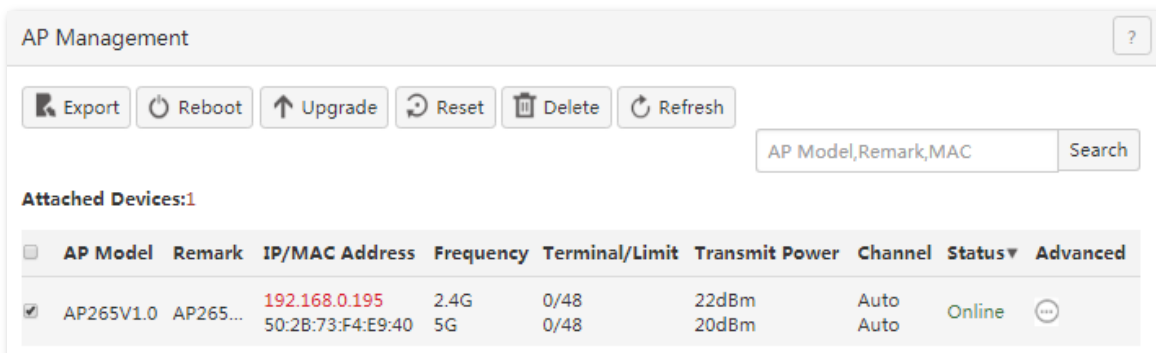 AP Management ?
Export Reboot Upgrade Reset Delete Refresh
AP Model,Remark,MAC Search
Attached Devices:1
AP Model Remark IP/MAC Address Frequency Terminal/Limit Transmit Power Channel Status▼ Advanced
AP265V1.0 AP265... 192.168.0.195 2.4G 0/48 22dBm Auto Online
50:2B:73:F4:E9:40 5G 0/48 20dBm Auto